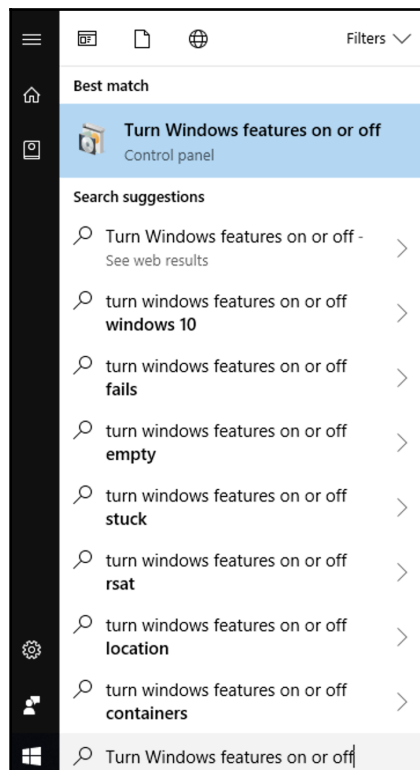 Filters
Best match
Turn Windows features on or off
Control panel
Search suggestions
Turn Windows features on or off -
See web results
turn windows features on or off
windows 10
turn windows features on or off
fails
turn windows features on or off
empty
turn windows features on or off
stuck
turn windows features on or off
rsat
turn windows features on or off
location
turn windows features on or off
containers
Turn Windows features on or off